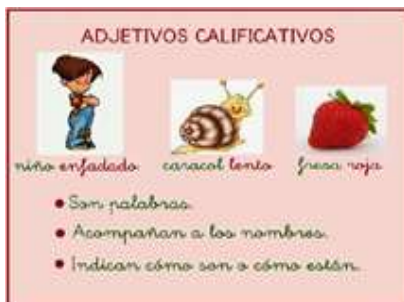 ADJETIVOS CALIFICATIVOS
niño enfadado caracol lento fresa roja
Son palabras.
Acompañan a los nombres.
Indican cómo son o cómo están.